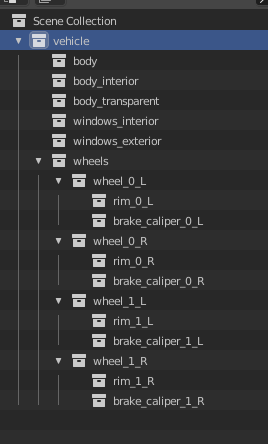 Scene Collection
vehicle
body
body_interior
body_transparent
windows_interior
windows_exterior
wheels
wheel_0_L
rim_0_L
brake_caliper_0_L
wheel_0_R
rim_0_R
brake_caliper_0_R
wheel_1_L
rim_1_L
brake_caliper_1_L
wheel_1_R
rim_1_R
brake_caliper_1_R